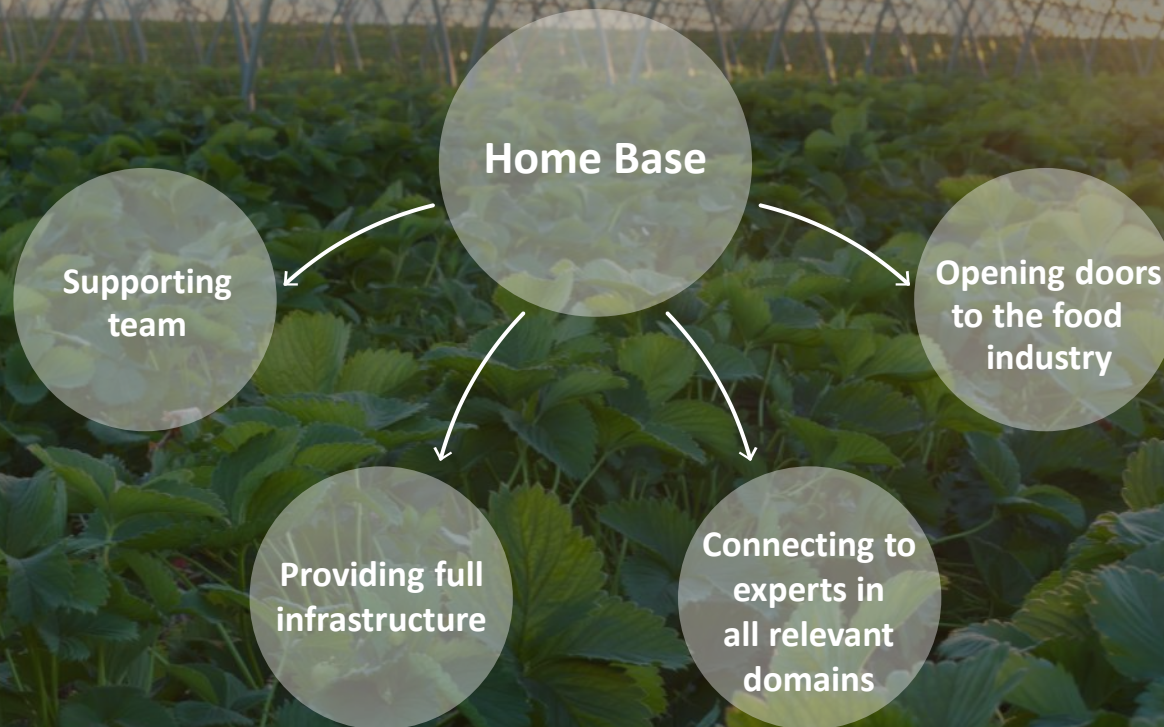 Home Base
Supporting
team
Opening doors
to the food
industry
Providing full
infrastructure
Connecting to
experts in
all relevant
domains